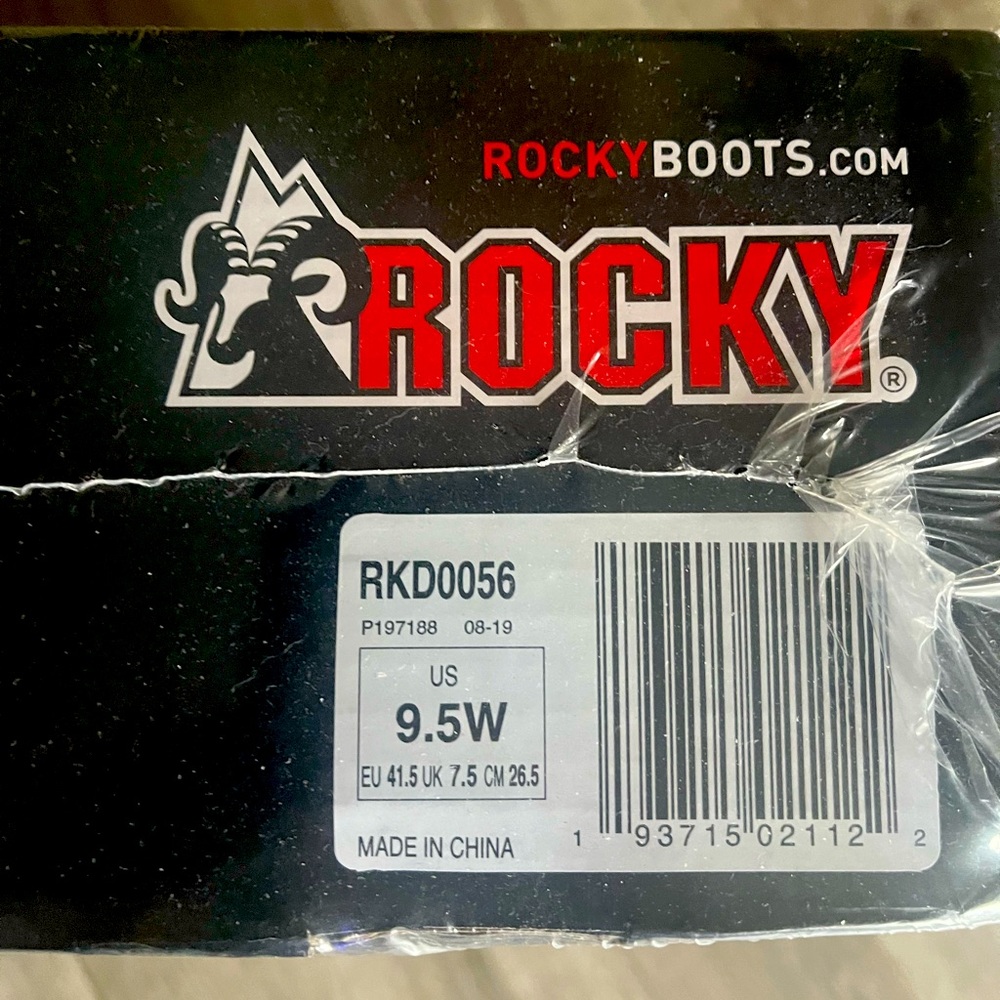 ROCKYBOOTS.COM
ROCKY®
RKD0056
P197188 08-19
US
9.5W
EU 41.5 UK 7.5 CM 26.5
MADE IN CHINA
1 93715 02112 2